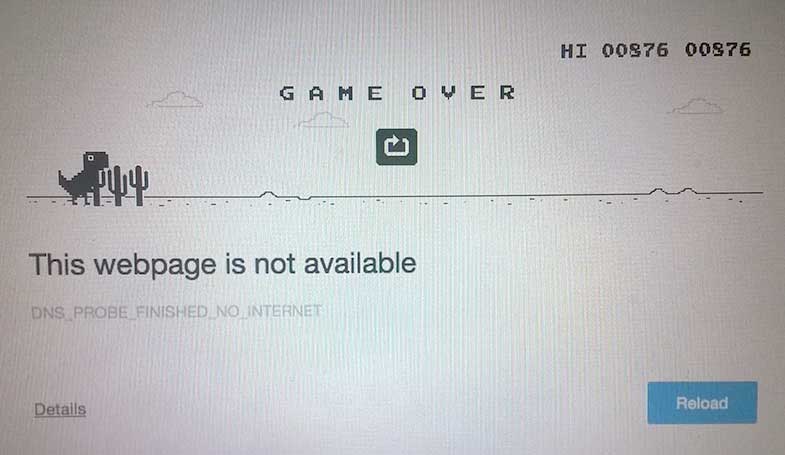 HI 00876 00876
GAME OVER
This webpage is not available
DNS_PROBE_FINISHED_NO_INTERNET
Details
Reload